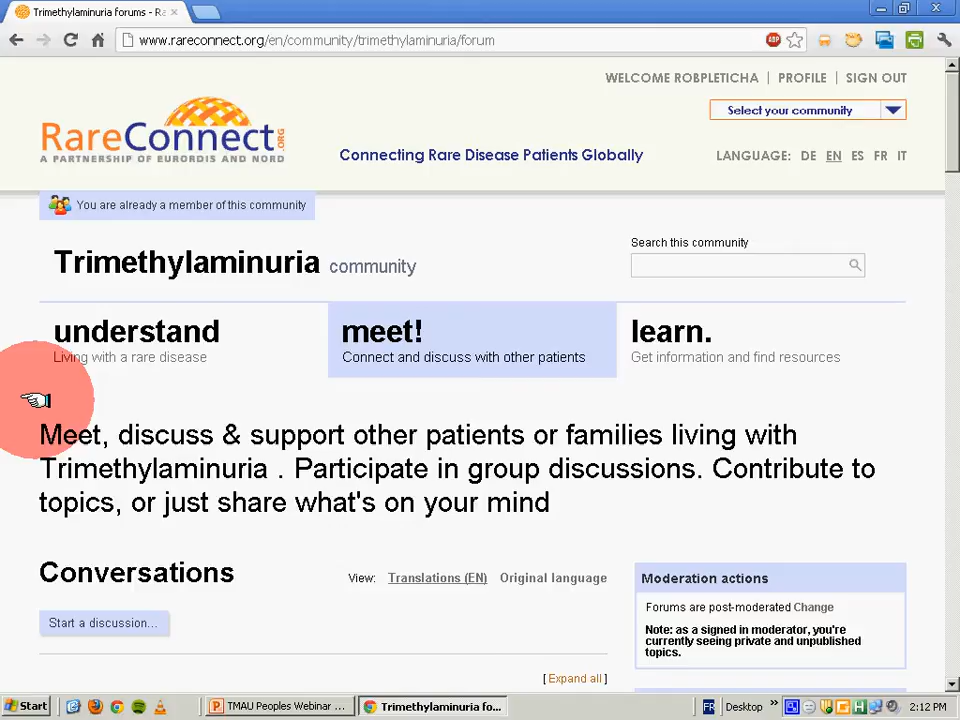 Trimethylaminuria forums - Ra
www.rareconnect.org/en/community/trimethylaminuria/forum
ABP
WELCOME ROBPLETICHA | PROFILE | SIGN OUT
Select your community
RareConnect.ORG
A PARTNERSHIP OF EURORDIS AND NORD
Connecting Rare Disease Patients Globally
LANGUAGE: DE EN ES FR IT
You are already a member of this community
Trimethylaminuria community
Search this community
understand
Living with a rare disease
meet!
Connect and discuss with other patients
learn.
Get information and find resources
Meet, discuss & support other patients or families living with
Trimethylaminuria . Participate in group discussions. Contribute to
topics, or just share what's on your mind
Conversations
View: Translations (EN) Original language
Start a discussion...
[ Expand all ]
Moderation actions
Forums are post-moderated Change
Note: as a signed in moderator, you're
currently seeing private and unpublished
topics.
Start
TMAU Peoples Webinar ...
Trimethylaminuria fo...
FR
Desktop
2:12 PM